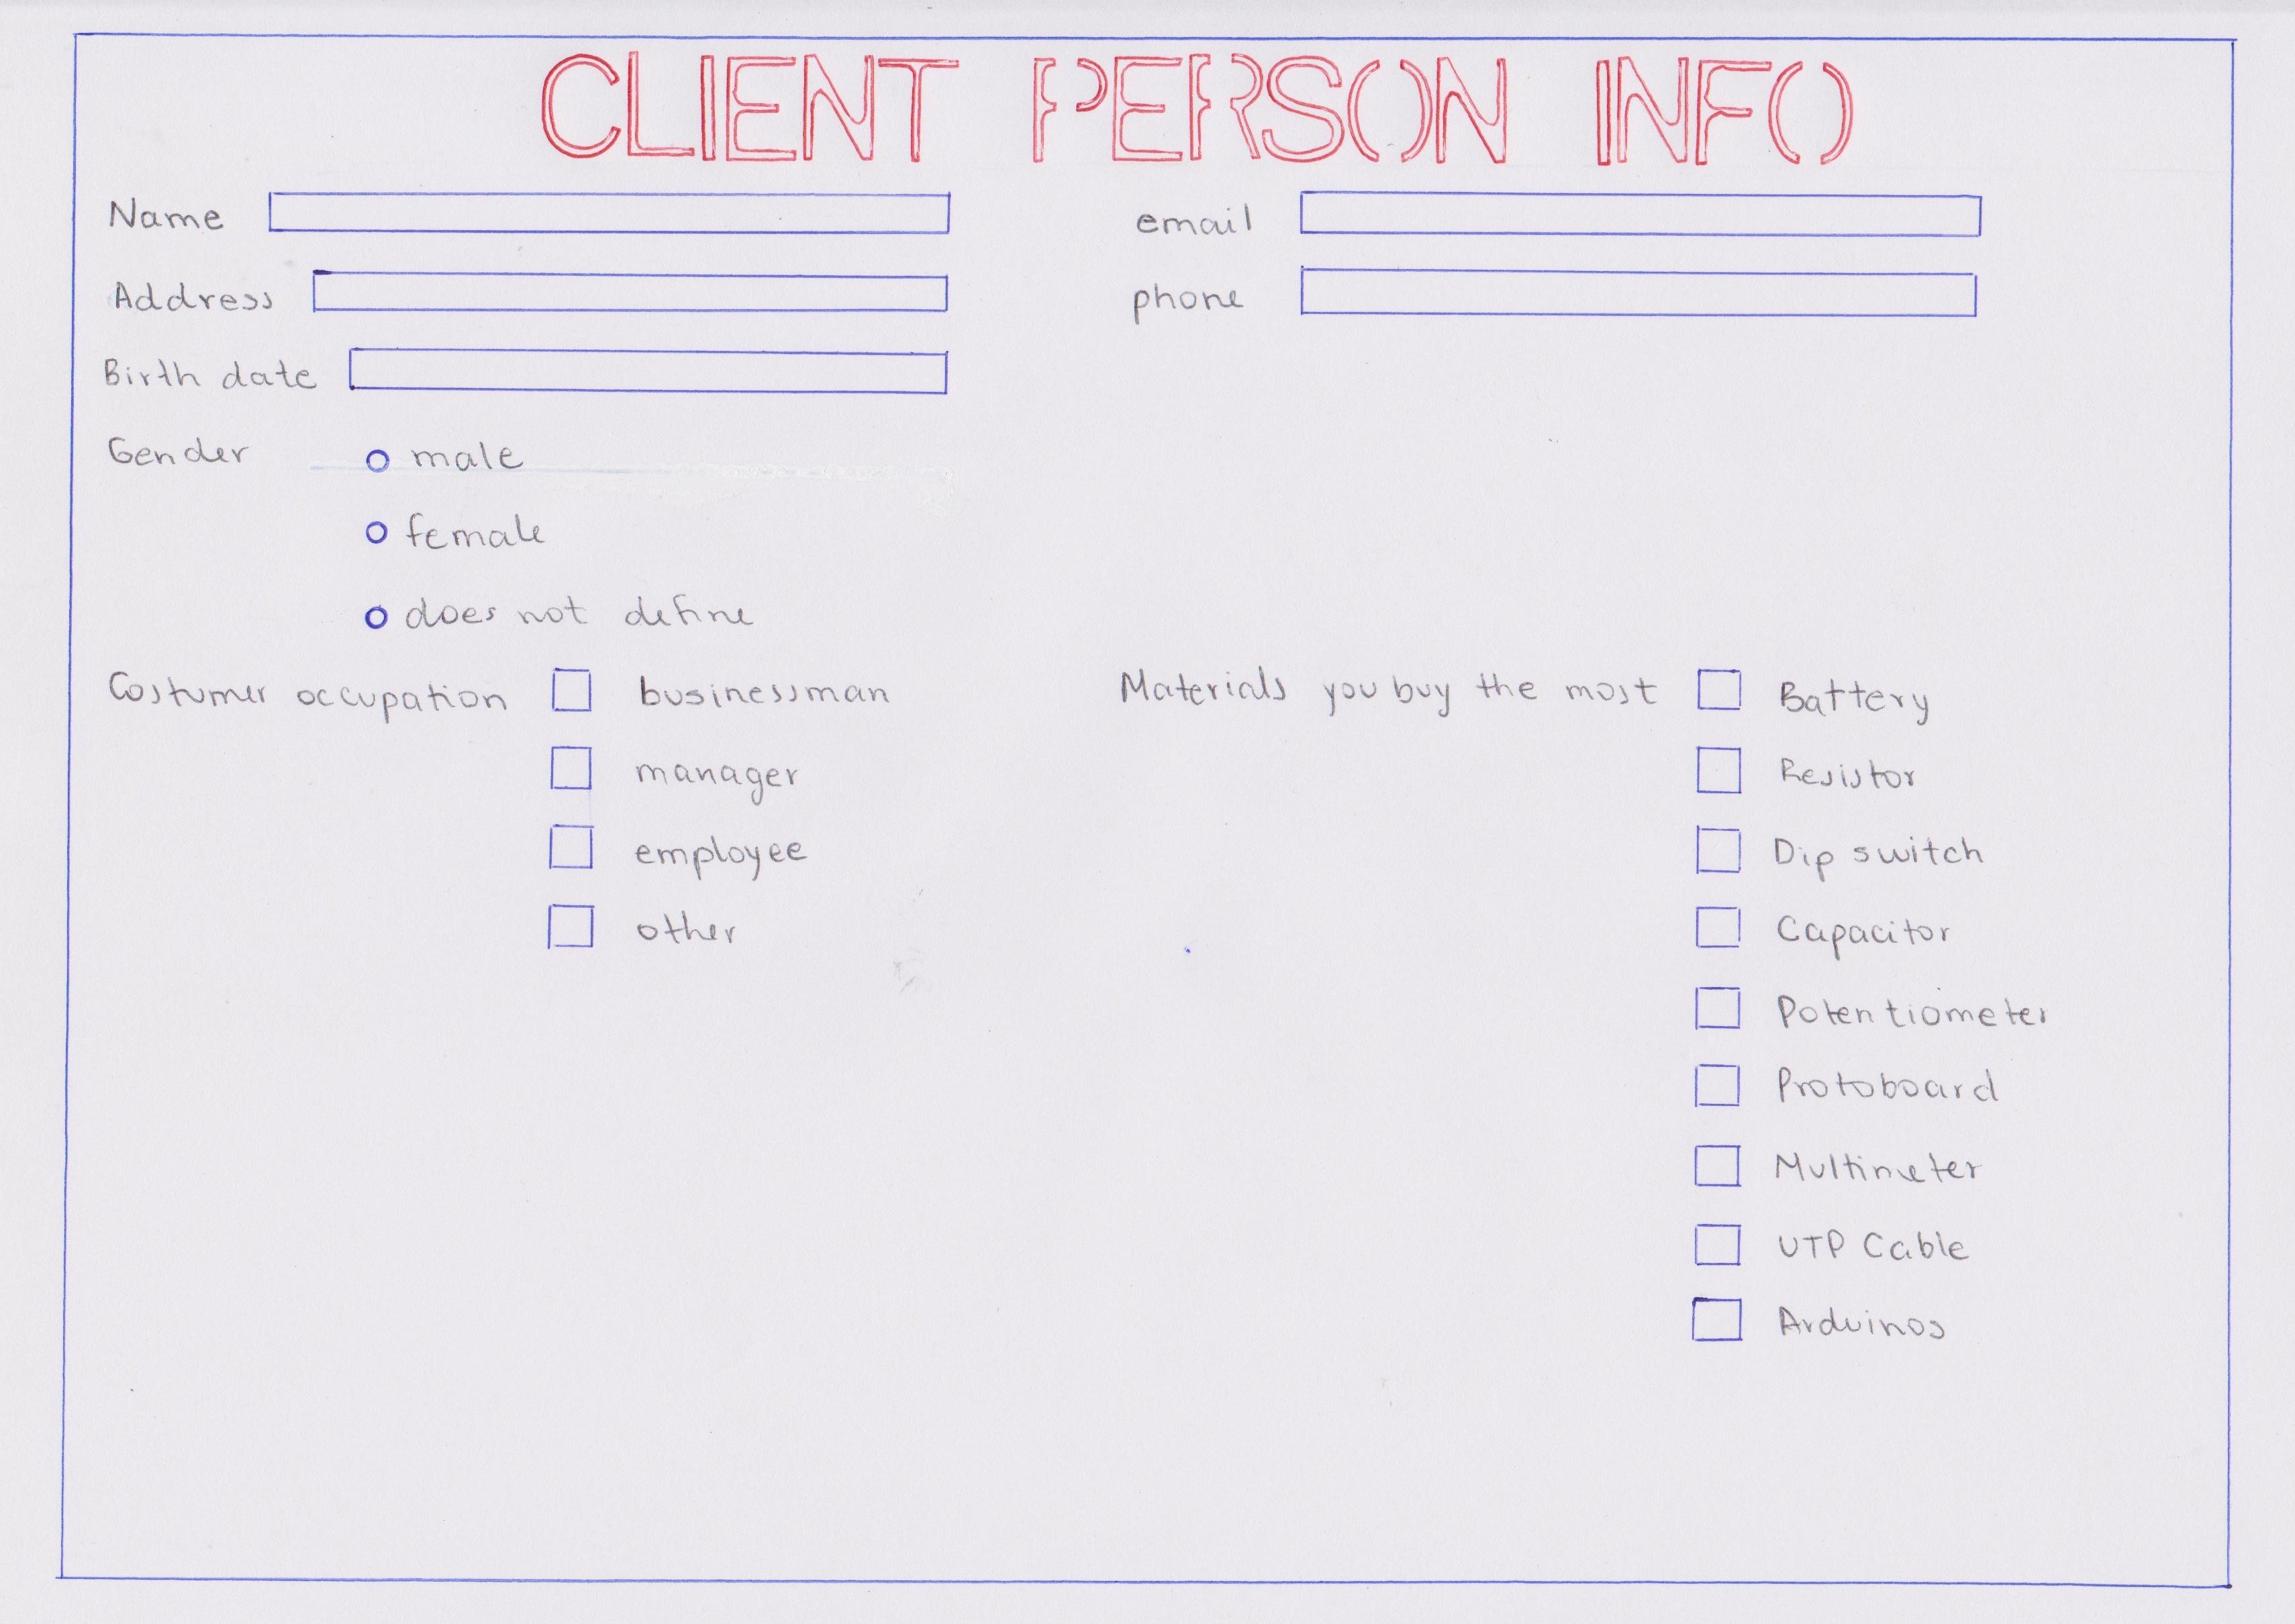 CLIENT PERSON INFO
Name
email
Address
phone
Birth date
Gender
male
female
does not define
Costumer occupation
businessman
manager
employee
other
Materials you buy the most
Battery
Resistor
Dip switch
Capacitor
Potentiometer
Protoboard
Multimeter
UTP Cable
Arduinos